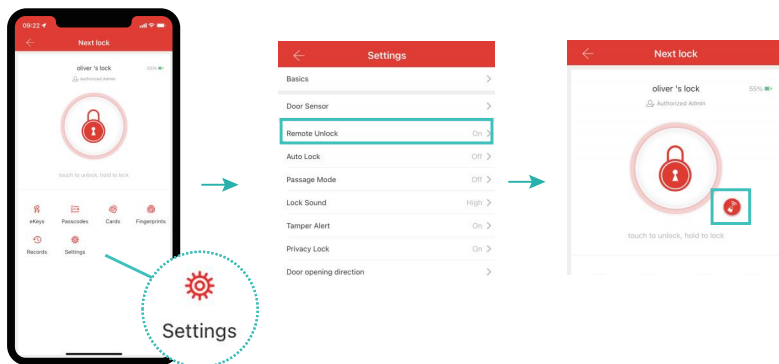 09:22
Next lock
oliver 's lock
55%
Authorized Admin
touch to unlock, hold to lock
eKeys Passcodes Cards Fingerprints
Records Settings
Settings
Settings
Basics
Door Sensor
Remote Unlock On
Auto Lock Off
Passage Mode Off
Lock Sound High
Tamper Alert On
Privacy Lock On
Door opening direction
Next lock
oliver 's lock 55%
Authorized Admin
touch to unlock, hold to lock